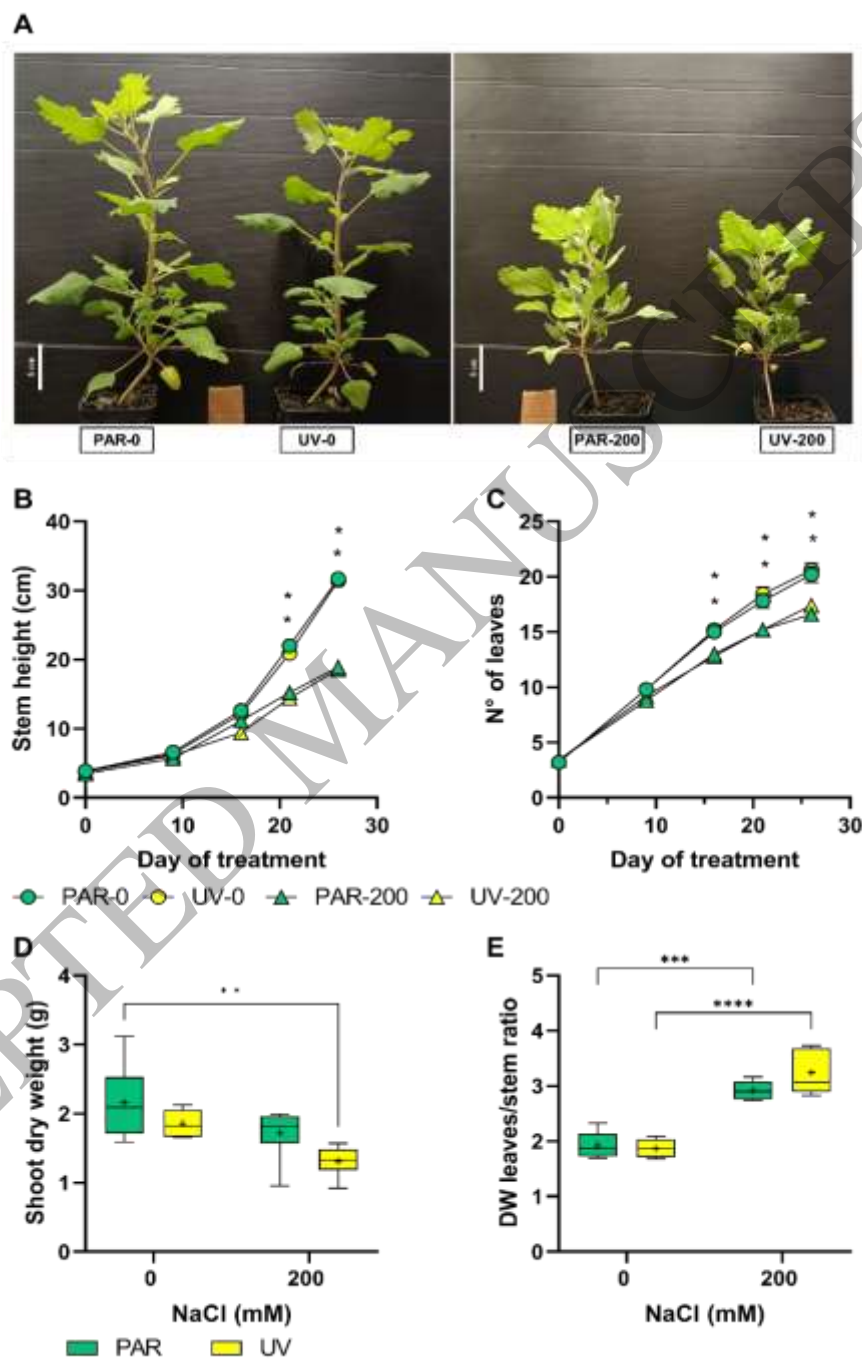 A
5 cm
5 cm
PAR-0
UV-0
PAR-200
UV-200
B
Stem height (cm)
40
30
20
10
0
0
10
20
30
Day of treatment
*
*
*
*
C
N° of leaves
25
20
15
10
5
0
0
10
20
30
Day of treatment
*
*
*
*
*
*
PAR-0 UV-0 PAR-200 UV-200
D
Shoot dry weight (g)
4
3
2
1
0
**
0
200
NaCl (mM)
E
DW leaves/stem ratio
5
4
3
2
1
0
***
****
0
200
NaCl (mM)
PAR UV
ACCEPTED MANUSCRIPT